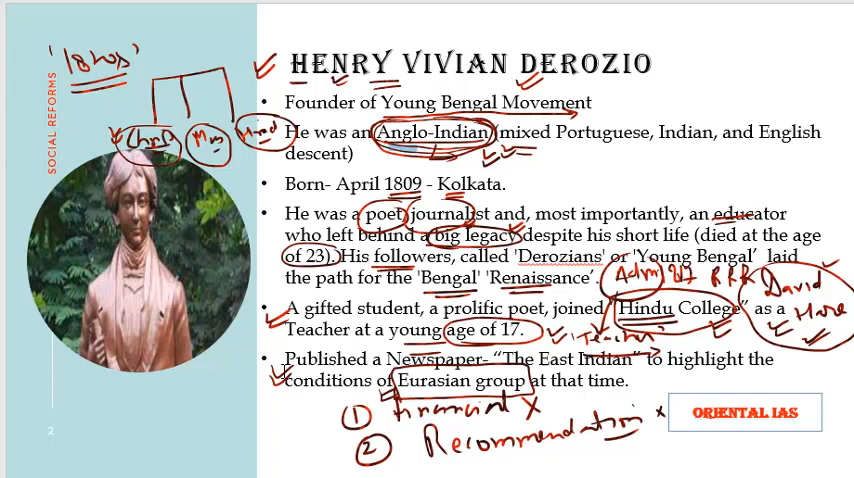 '1820s'
HENRY VIVIAN DEROZIO
SOCIAL REFORMS
• Founder of Young Bengal Movement
• He was an Anglo-Indian (mixed Portuguese, Indian, and English
descent)
• Born- April 1809 - Kolkata.
• He was a poet, journalist and, most importantly, an educator
who left behind a big legacy despite his short life (died at the age
of 23). His followers, called 'Derozians' or 'Young Bengal' laid
the path for the 'Bengal' 'Renaissance'.
Adm
RRR
David
Hare
• A gifted student, a prolific poet, joined "Hindu College" as a
Teacher at a young age of 17.
'Teacher'
• Published a Newspaper- "The East Indian" to highlight the
conditions of Eurasian group at that time.
① Financial X
② Recommendation x
ORIENTAL IAS
2